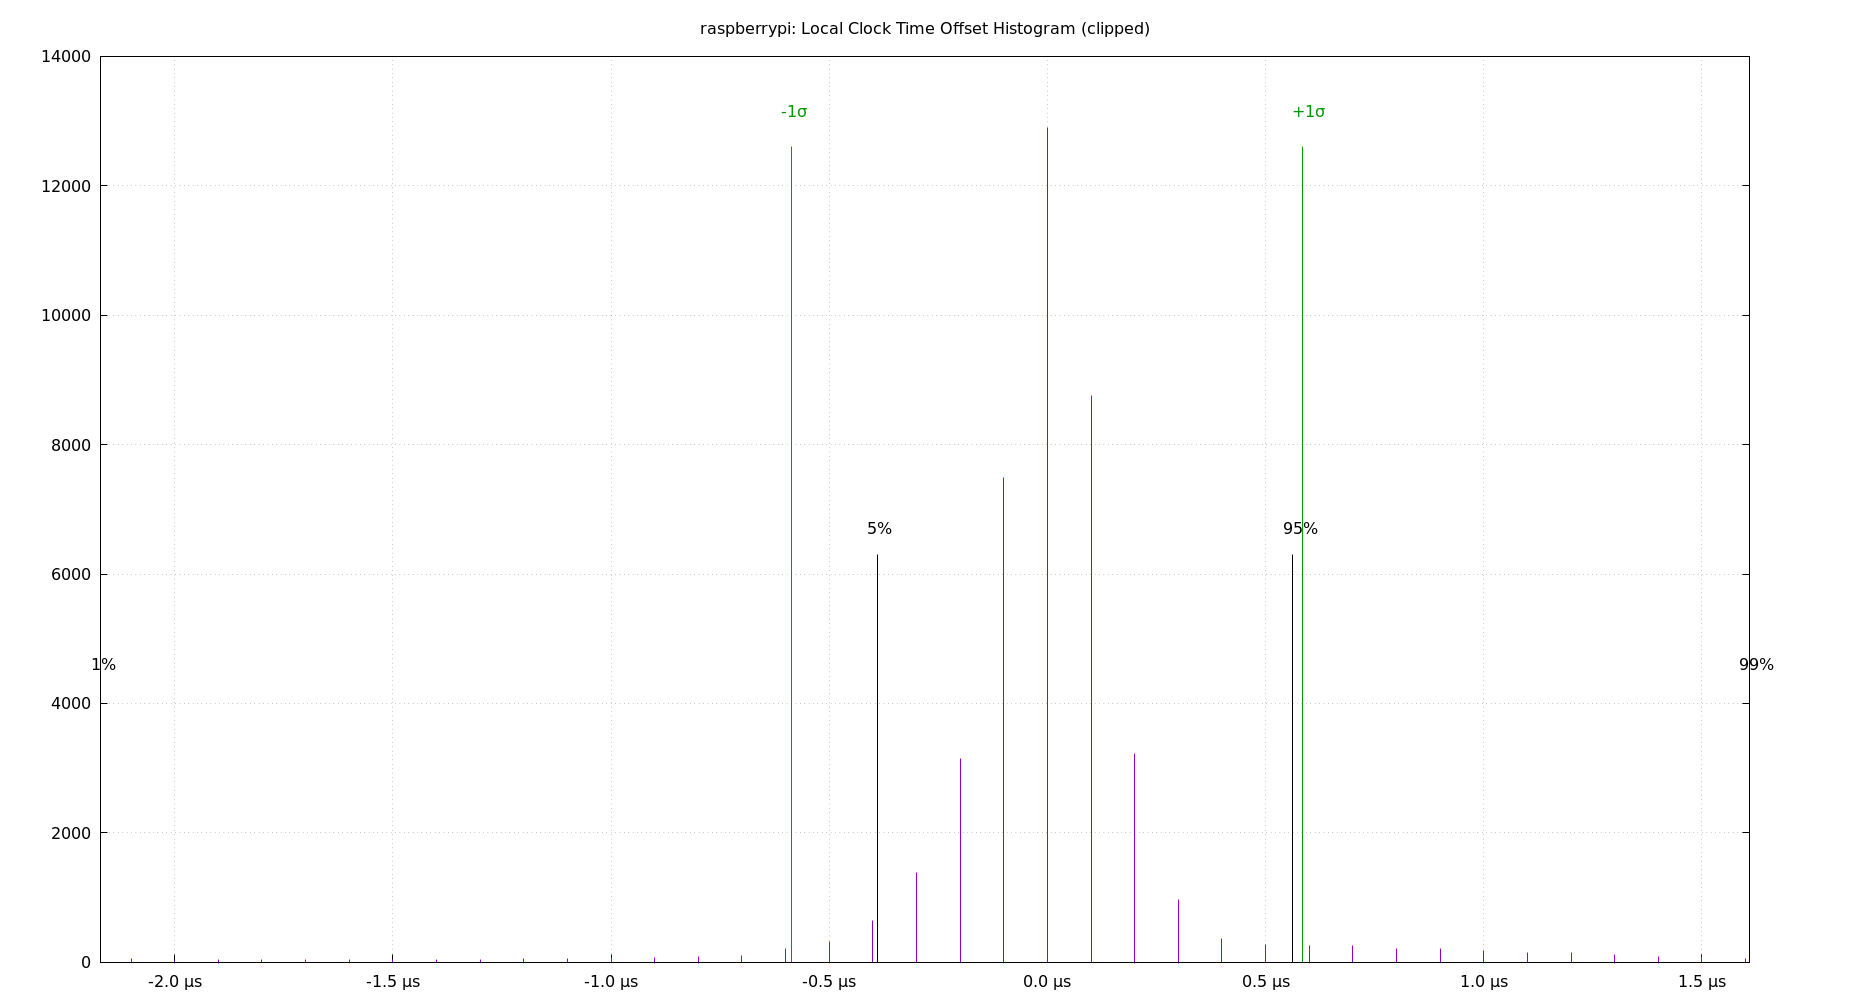 raspberrypi: Local Clock Time Offset Histogram (clipped)
14000
-1σ
+1σ
12000
10000
8000
5%
95%
6000
1%
99%
4000
2000
0
-2.0 µs
-1.5 µs
-1.0 µs
-0.5 µs
0.0 µs
0.5 µs
1.0 µs
1.5 µs